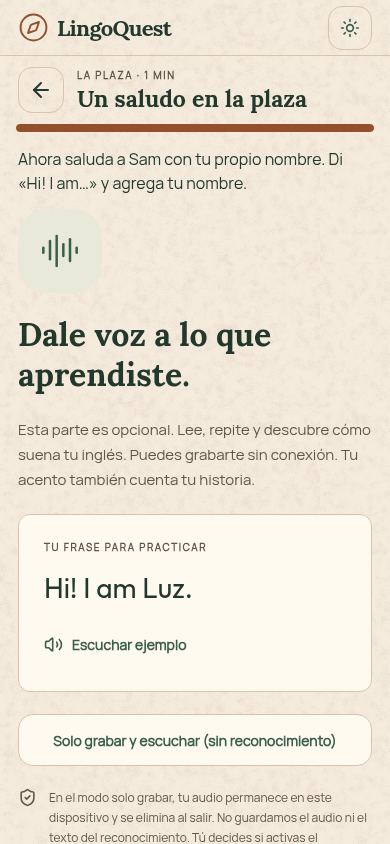 LingoQuest
LA PLAZA · 1 MIN
Un saludo en la plaza
Ahora saluda a Sam con tu propio nombre. Di
«Hi! I am…» y agrega tu nombre.
Dale voz a lo que
aprendiste.
Esta parte es opcional. Lee, repite y descubre cómo
suena tu inglés. Puedes grabarte sin conexión. Tu
acento también cuenta tu historia.
TU FRASE PARA PRACTICAR
Hi! I am Luz.
Escuchar ejemplo
Solo grabar y escuchar (sin reconocimiento)
En el modo solo grabar, tu audio permanece en este
dispositivo y se elimina al salir. No guardamos el audio ni el
texto del reconocimiento. Tú decides si activas el